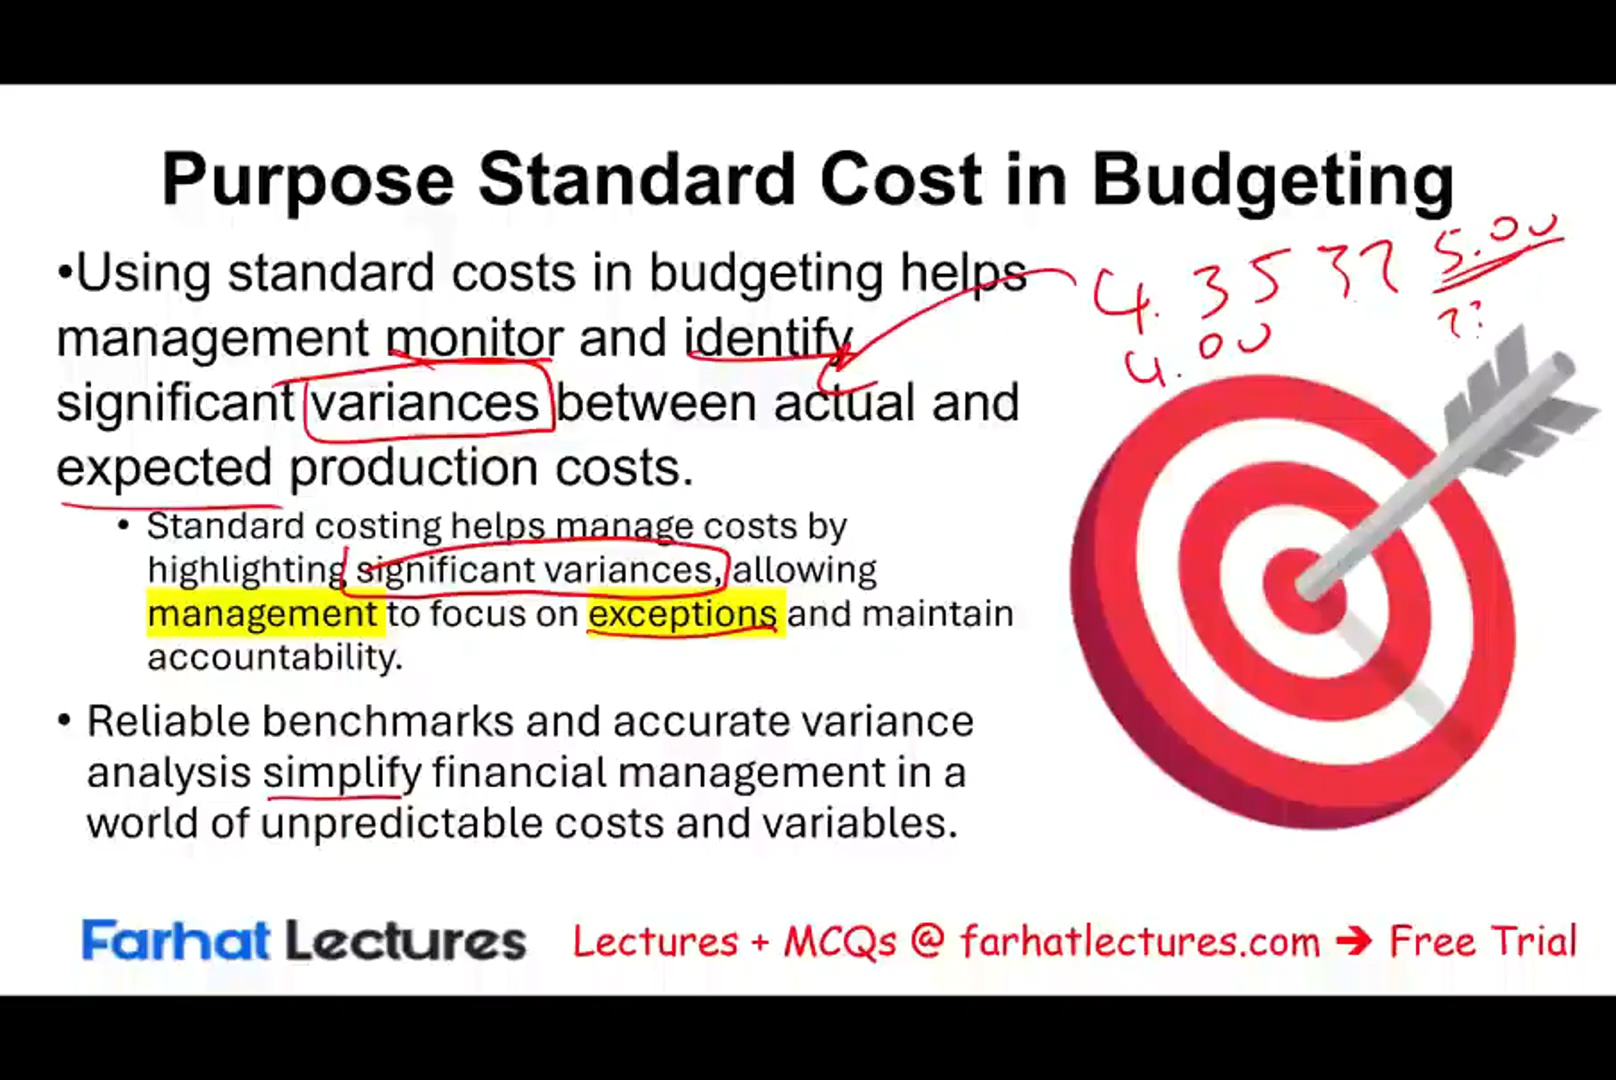 Purpose Standard Cost in Budgeting
•Using standard costs in budgeting helps
management monitor and identify
significant variances between actual and
expected production costs.
• Standard costing helps manage costs by
highlighting significant variances, allowing
management to focus on exceptions and maintain
accountability.
• Reliable benchmarks and accurate variance
analysis simplify financial management in a
world of unpredictable costs and variables.
4. 35 37 5.00
4.00 ??
Farhat Lectures Lectures + MCQs @ farhatlectures.com → Free Trial